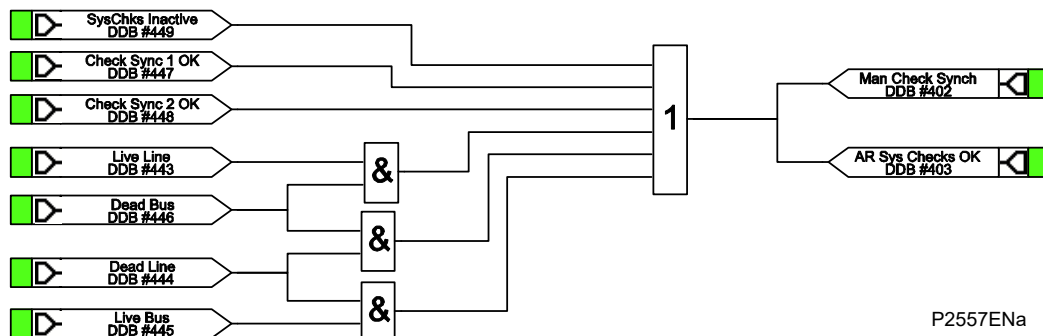 SysChks Inactive
DDB #449
Check Sync 1 OK
DDB #447
Check Sync 2 OK
DDB #448
Live Line
DDB #443
Dead Bus
DDB #446
Dead Line
DDB #444
Live Bus
DDB #445
&
&
&
1
Man Check Synch
DDB #402
AR Sys Checks OK
DDB #403
P2557ENa